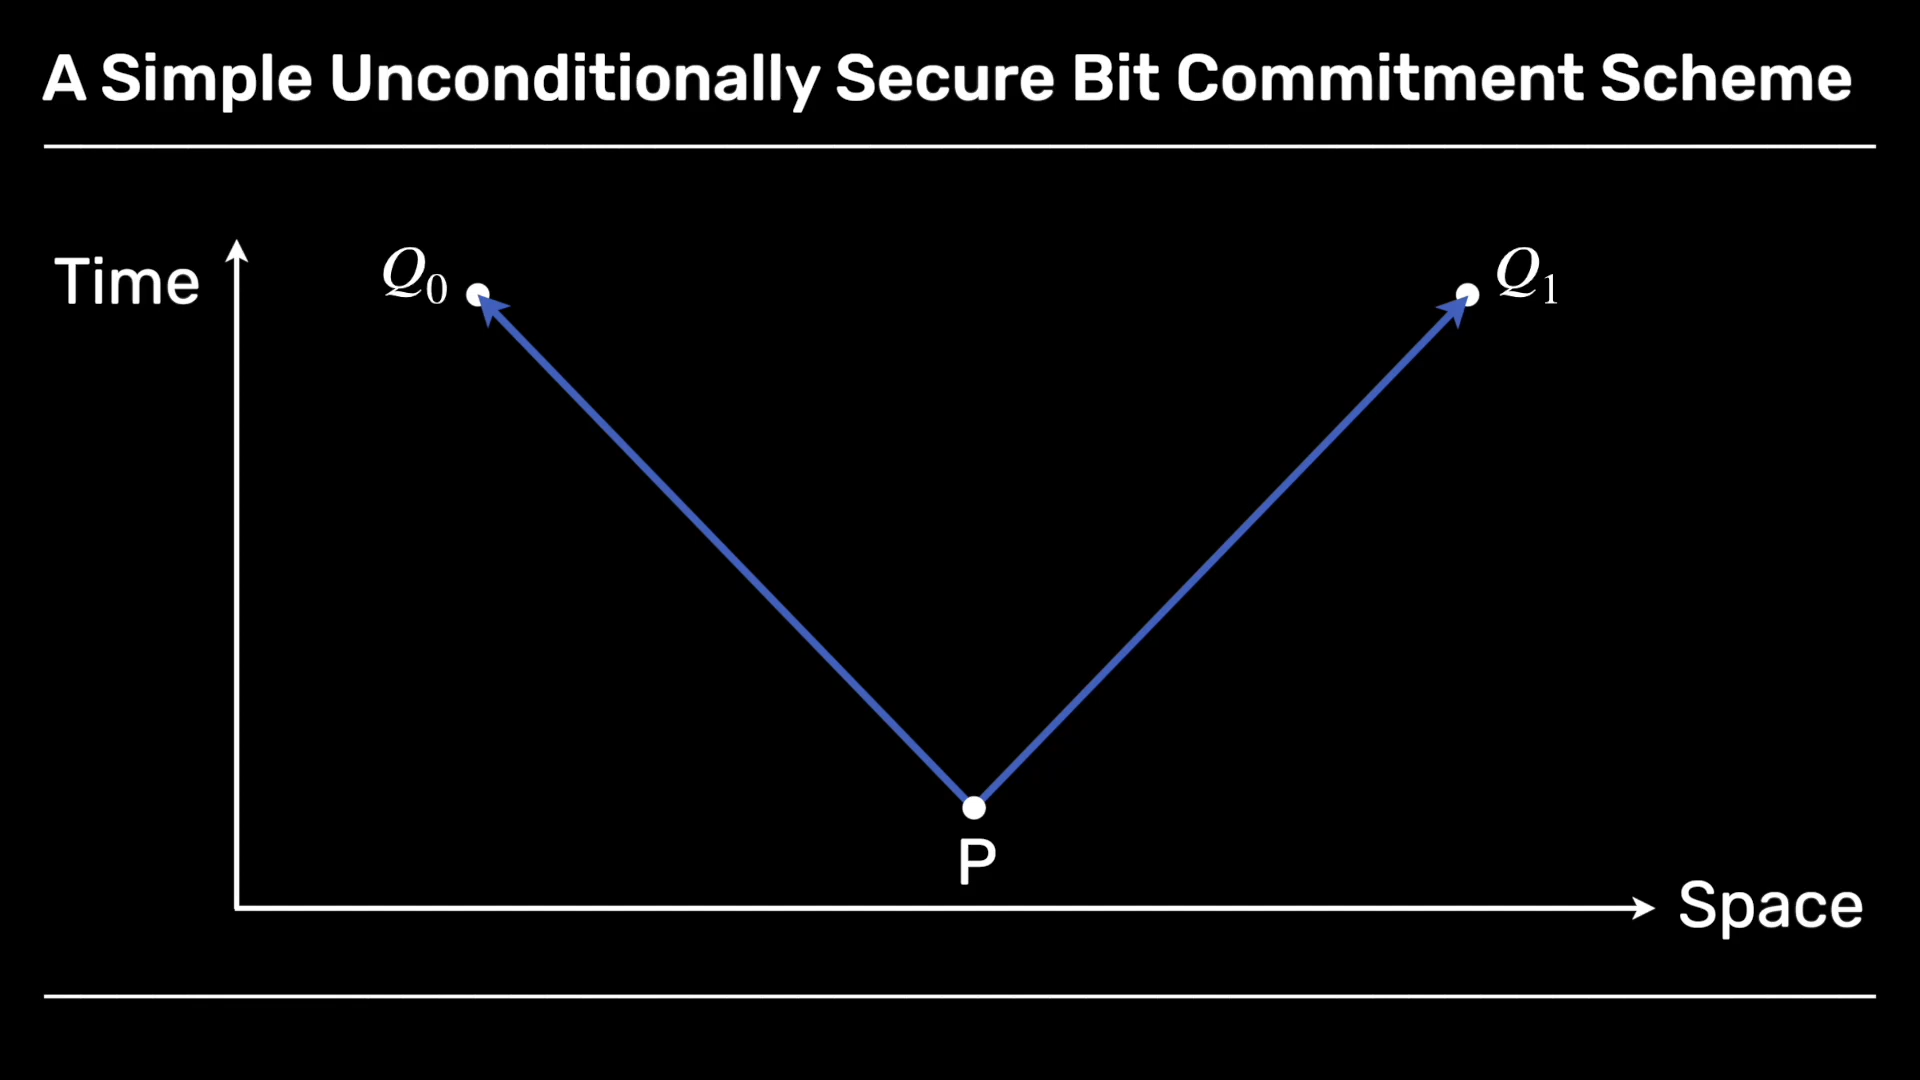 A Simple Unconditionally Secure Bit Commitment Scheme
Time
Q₀
Q₁
P
Space